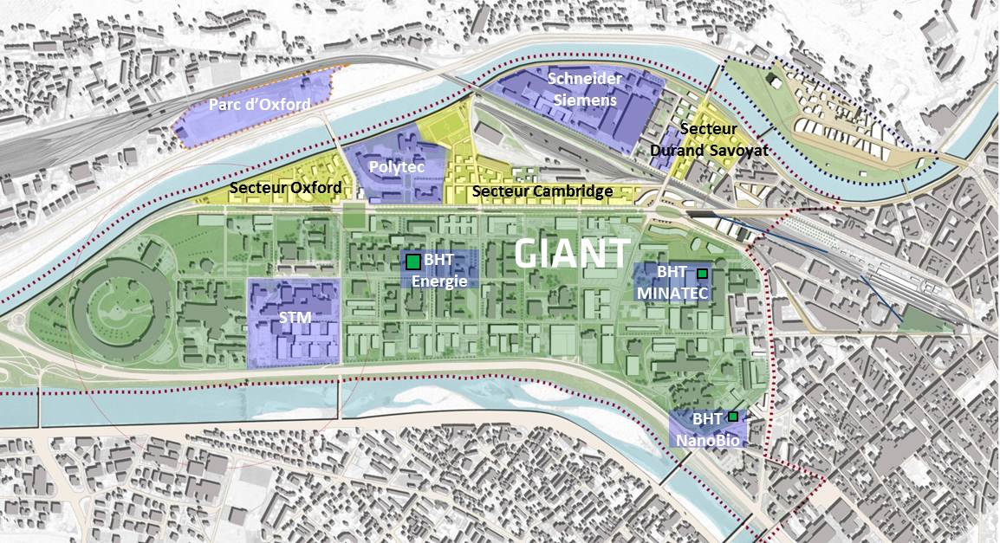 Schneider
Siemens
Parc d'Oxford
Secteur
Durand Savoyat
Polytec
Secteur Oxford
Secteur Cambridge
GIANT
BHT
Energie
BHT
MINATEC
STM
BHT
NanoBio